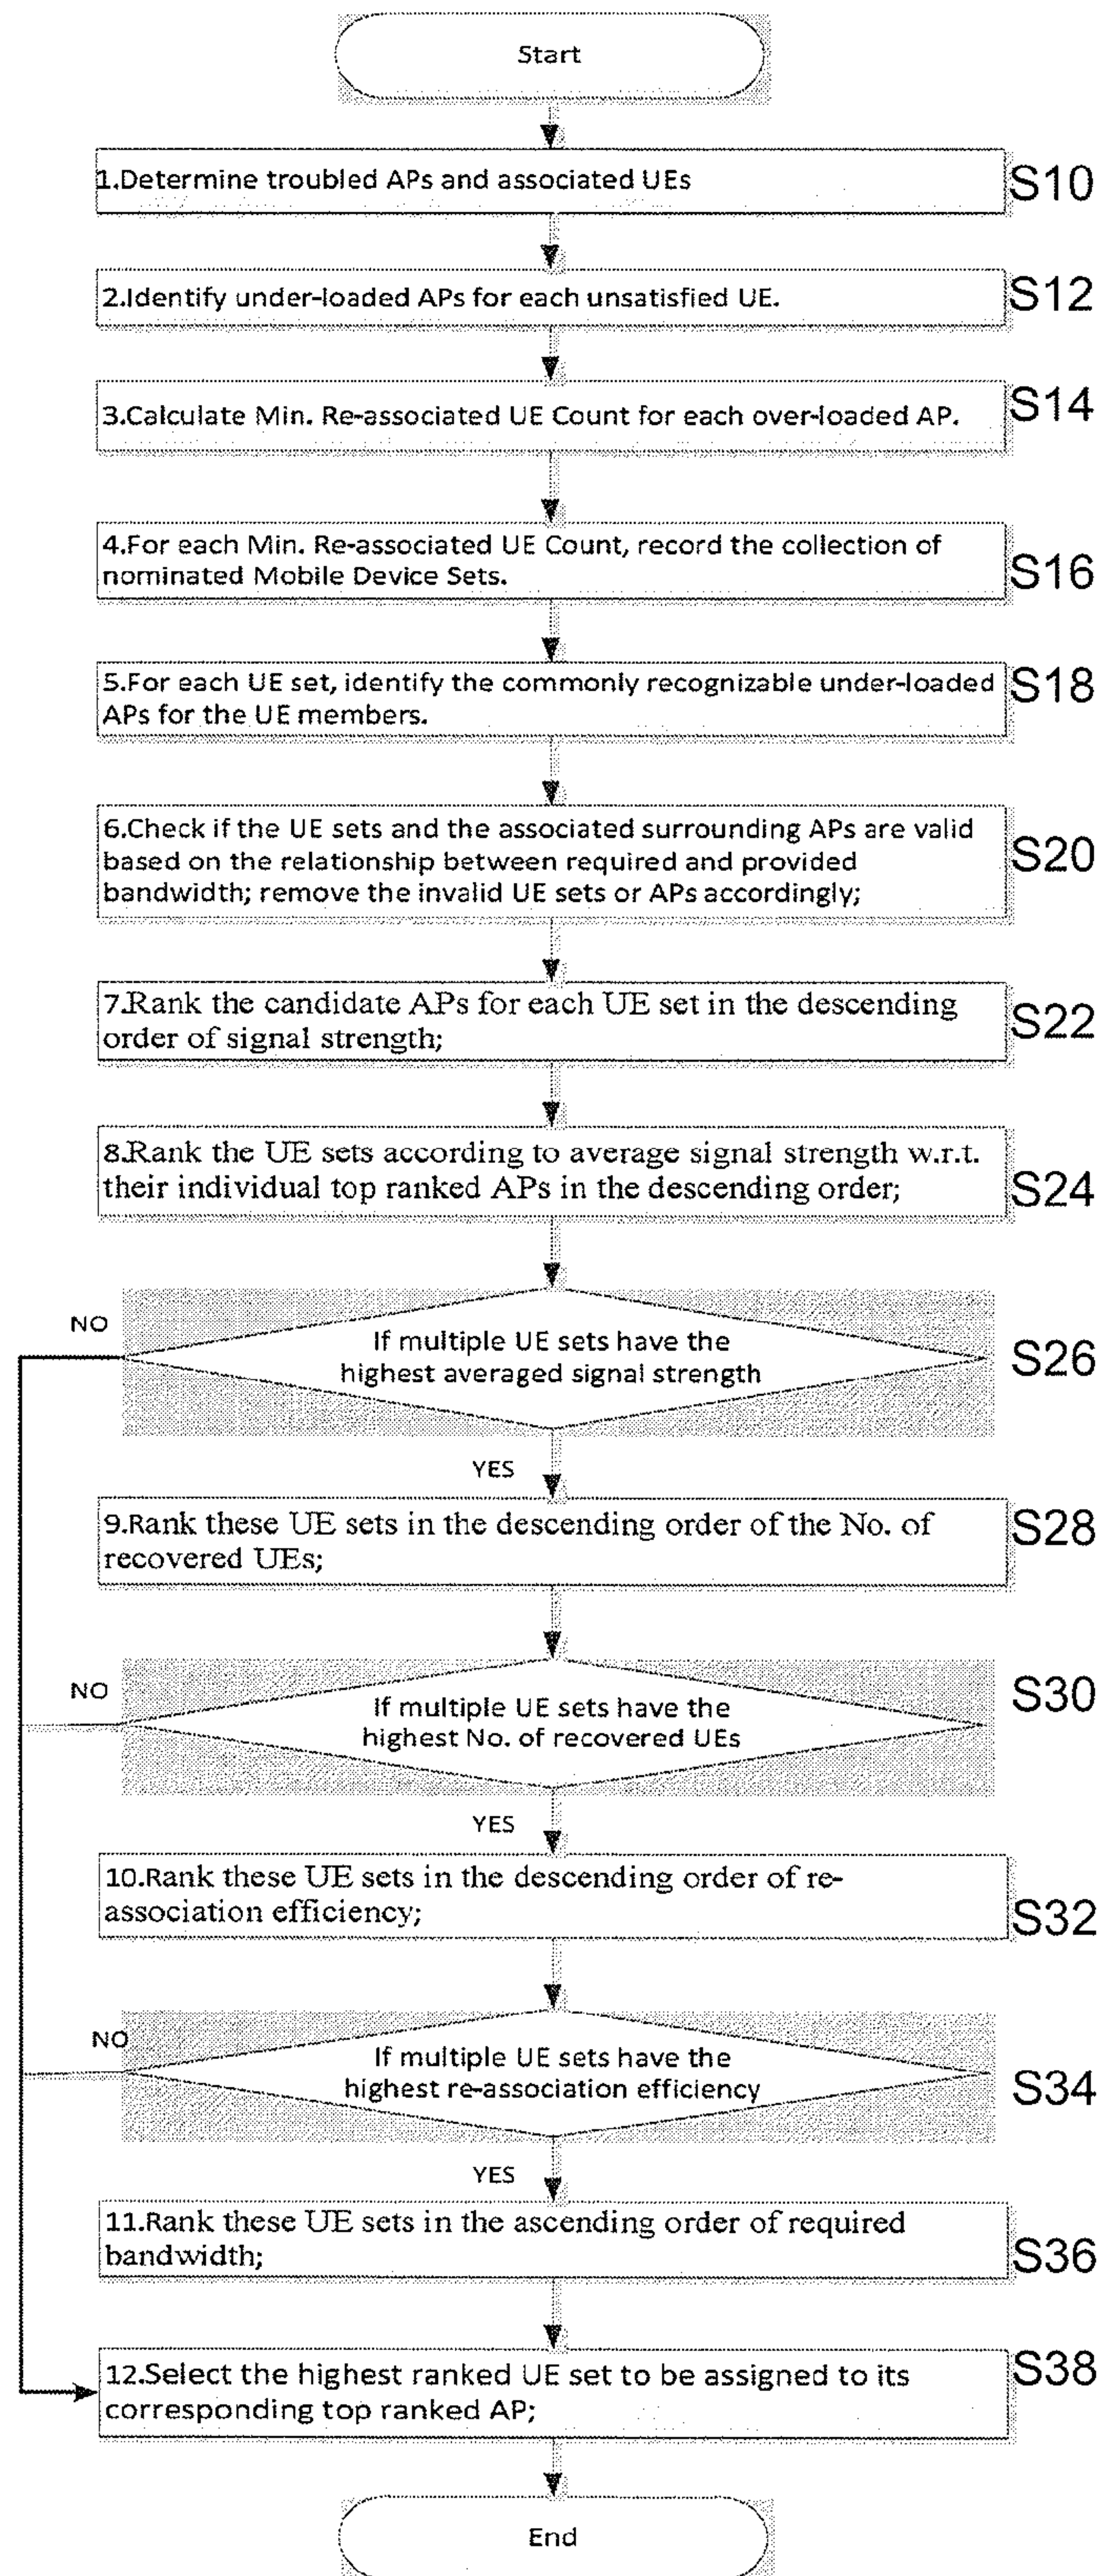 Start
1.Determine troubled APs and associated UEs
S10
2.Identify under-loaded APs for each unsatisfied UE.
S12
3.Calculate Min. Re-associated UE Count for each over-loaded AP.
S14
4.For each Min. Re-associated UE Count, record the collection of
nominated Mobile Device Sets.
S16
5.For each UE set, identify the commonly recognizable under-loaded
APs for the UE members.
S18
6.Check if the UE sets and the associated surrounding APs are valid
based on the relationship between required and provided
bandwidth; remove the invalid UE sets or APs accordingly;
S20
7.Rank the candidate APs for each UE set in the descending
order of signal strength;
S22
8.Rank the UE sets according to average signal strength w.r.t.
their individual top ranked APs in the descending order;
S24
NO
If multiple UE sets have the
highest averaged signal strength
S26
YES
9.Rank these UE sets in the descending order of the No. of
recovered UEs;
S28
NO
If multiple UE sets have the
highest No. of recovered UEs
S30
YES
10.Rank these UE sets in the descending order of re-
association efficiency;
S32
NO
If multiple UE sets have the
highest re-association efficiency
S34
YES
11.Rank these UE sets in the ascending order of required
bandwidth;
S36
12.Select the highest ranked UE set to be assigned to its
corresponding top ranked AP;
S38
End